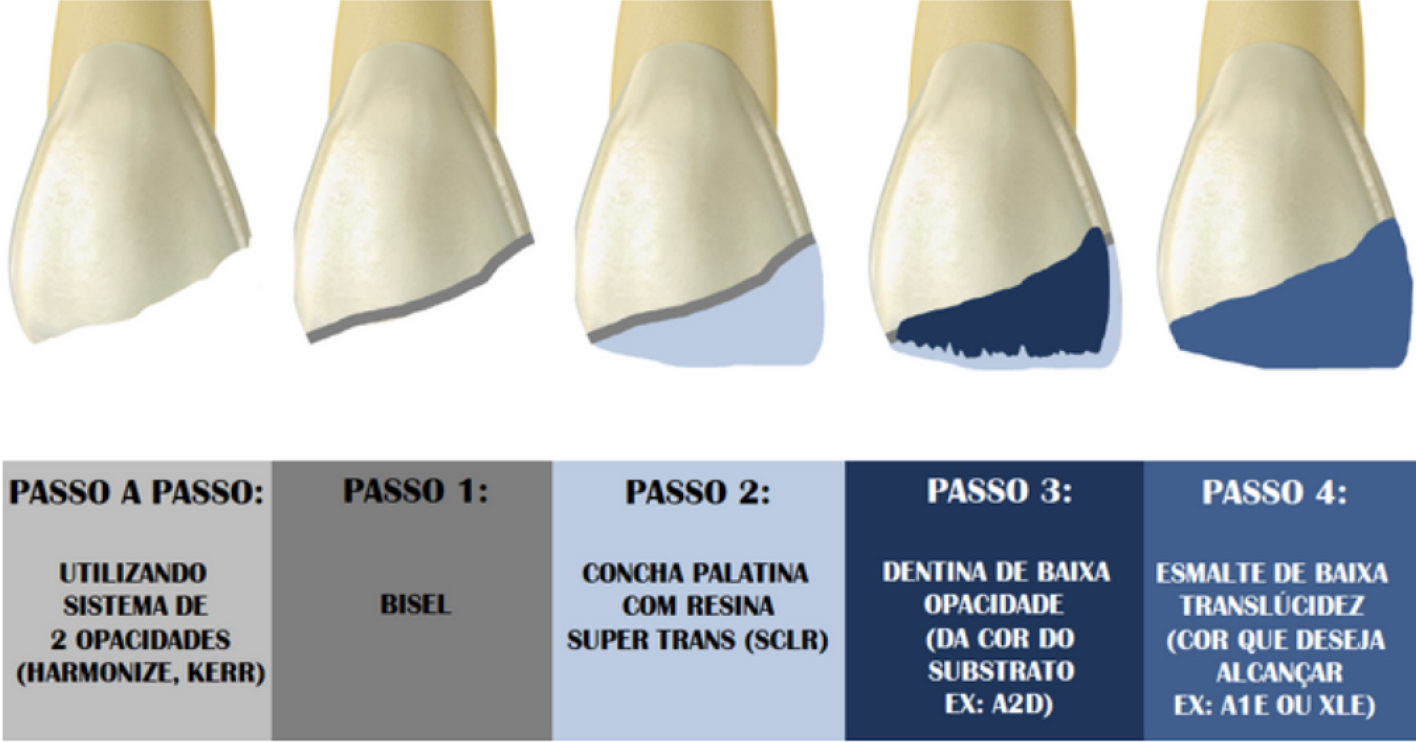 PASSO A PASSO:
UTILIZANDO
SISTEMA DE
2 OPACIDADES
(HARMONIZE, KERR)
PASSO 1:
BISEL
PASSO 2:
CONCHA PALATINA
COM RESINA
SUPER TRANS (SCLR)
PASSO 3:
DENTINA DE BAIXA
OPACIDADE
(DA COR DO
SUBSTRATO
EX: A2D)
PASSO 4:
ESMALTE DE BAIXA
TRANSLÚCIDEZ
(COR QUE DESEJA
ALCANÇAR
EX: A1E OU XLE)